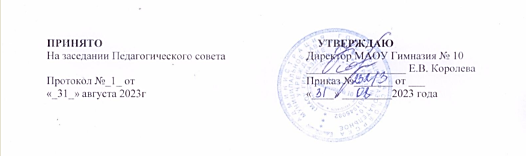 ПРИНЯТО
На заседании Педагогического совета
Протокол №_1_ от
«_31_» августа 2023г
УТВЕРЖДАЮ
Директор МАОУ Гимназия № 10
Е.В. Королева
Приказ № от
«31» 08 2023 года